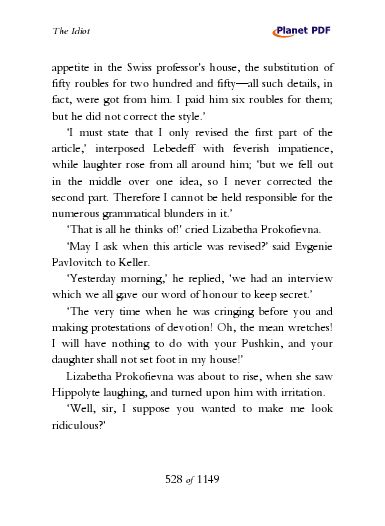 The Idiot
Planet PDF
appetite in the Swiss professor's house, the substitution of
fifty roubles for two hundred and fifty—all such details, in
fact, were got from him. I paid him six roubles for them;
but he did not correct the style.'
'I must state that I only revised the first part of the
article,' interposed Lebedeff with feverish impatience,
while laughter rose from all around him; 'but we fell out
in the middle over one idea, so I never corrected the
second part. Therefore I cannot be held responsible for the
numerous grammatical blunders in it.'
'That is all he thinks of!' cried Lizabetha Prokofievna.
'May I ask when this article was revised?' said Evgenie
Pavlovitch to Keller.
'Yesterday morning,' he replied, 'we had an interview
which we all gave our word of honour to keep secret.'
'The very time when he was cringing before you and
making protestations of devotion! Oh, the mean wretches!
I will have nothing to do with your Pushkin, and your
daughter shall not set foot in my house!'
Lizabetha Prokofievna was about to rise, when she saw
Hippolyte laughing, and turned upon him with irritation.
'Well, sir, I suppose you wanted to make me look
ridiculous?'
528 of 1149